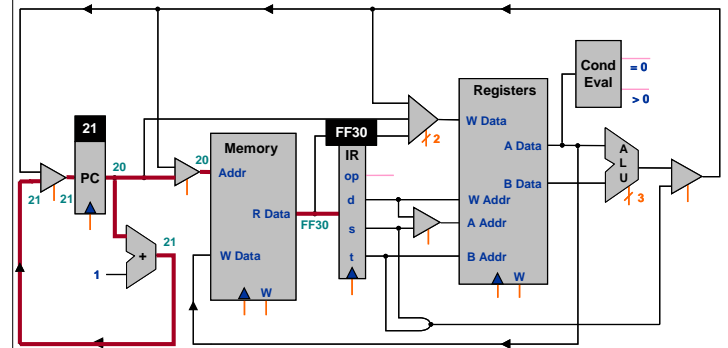 21
PC
20
21
21
21
+
1
20
Memory
Addr
R Data
W Data
W
FF30
FF30
IR
op
d
s
t
2
Registers
W Data
A Data
B Data
W Addr
A Addr
B Addr
W
Cond
Eval
= 0
> 0
A
L
U
3